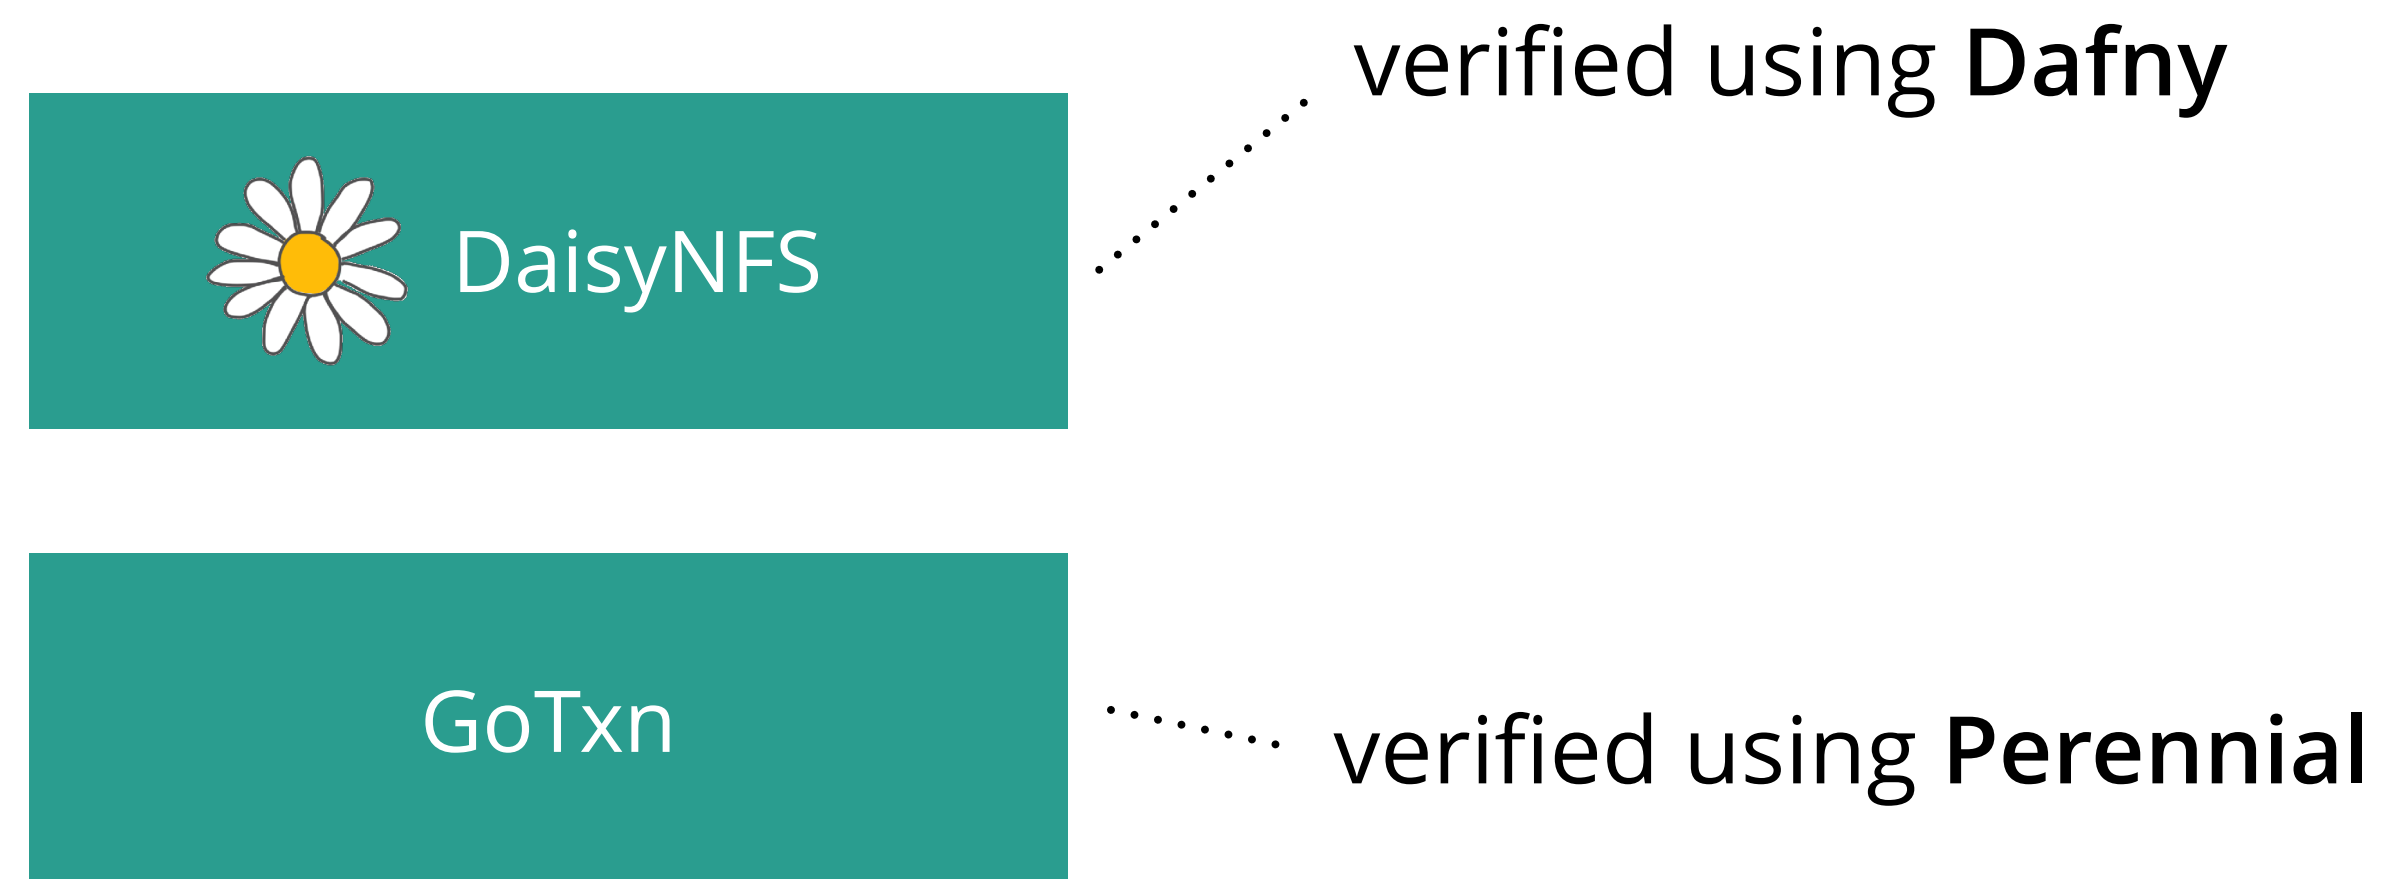 verified using Dafny
DaisyNFS
GoTxn
verified using Perennial